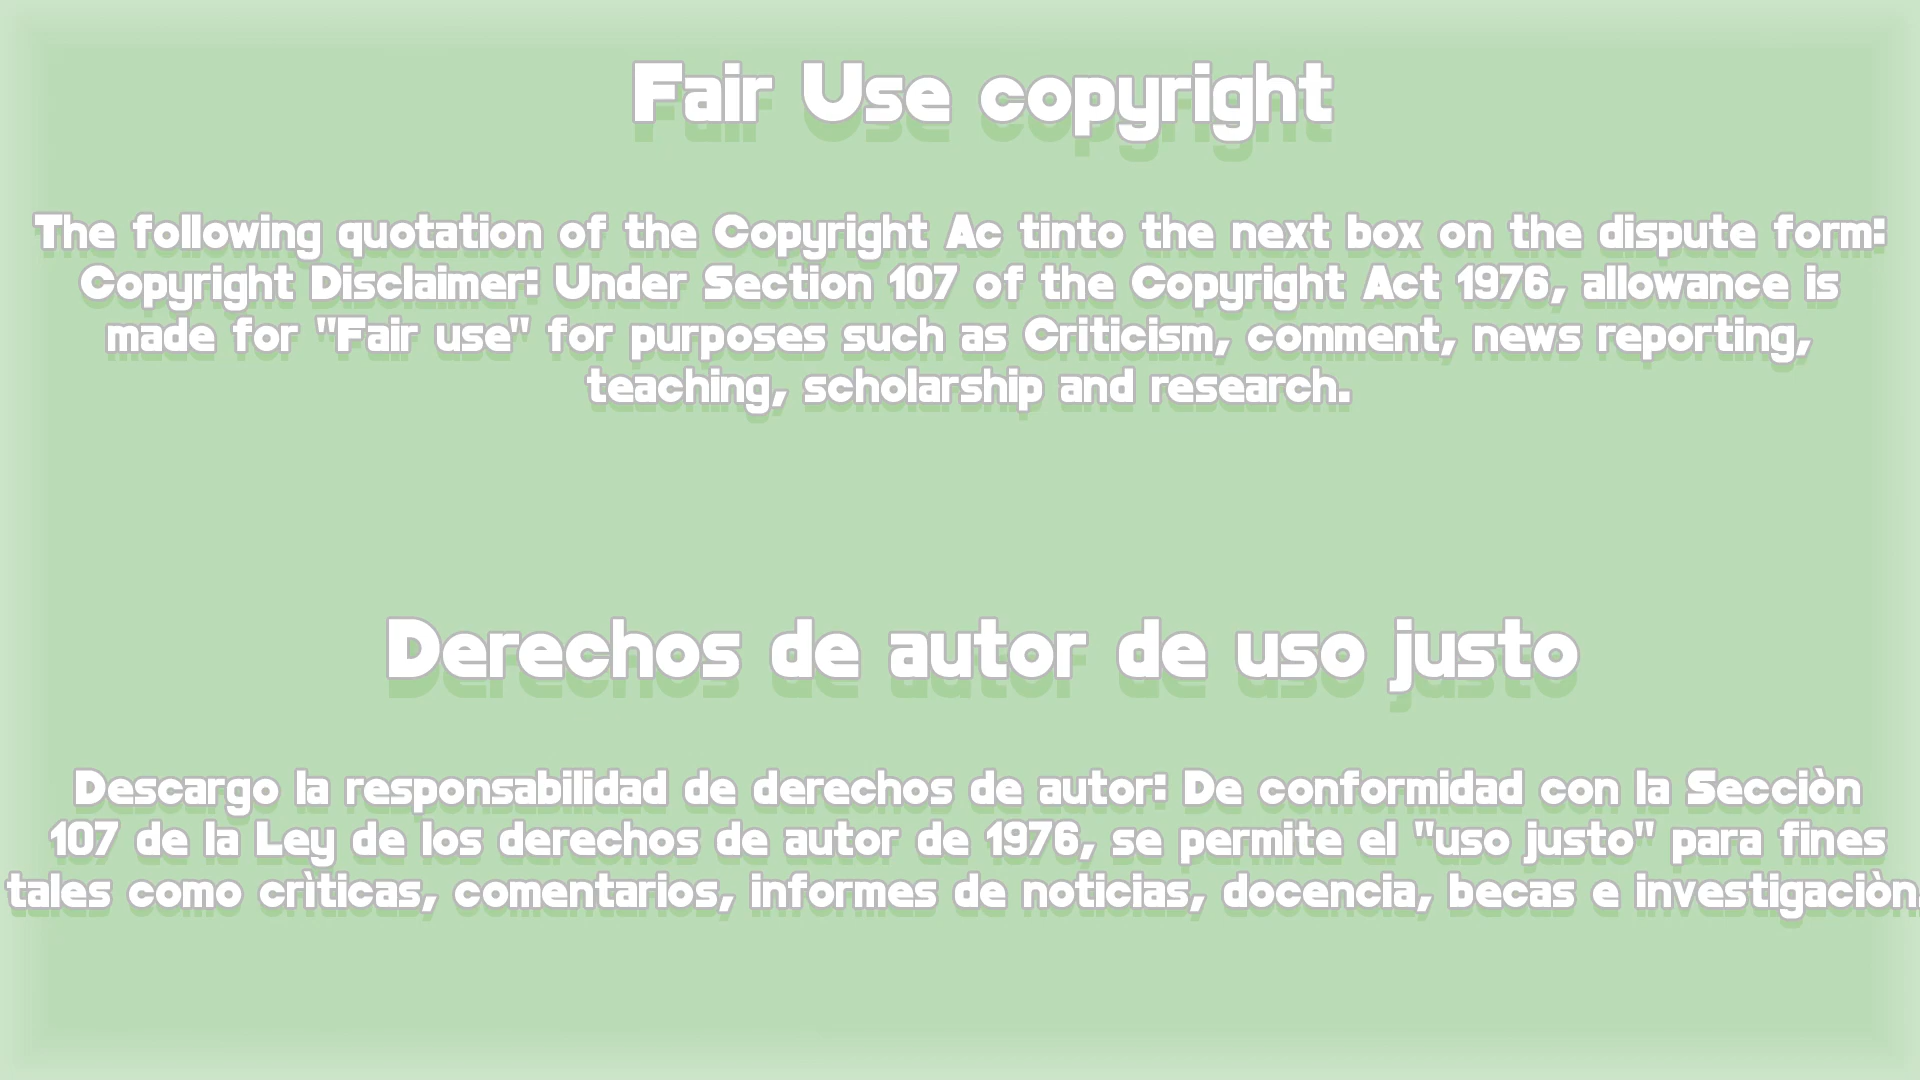 Fair Use copyright
The following quotation of the Copyright Ac tinto the next box on the dispute form:
Copyright Disclaimer: Under Section 107 of the Copyright Act 1976, allowance is
made for "Fair use" for purposes such as Criticism, comment, news reporting,
teaching, scholarship and research.
Derechos de autor de uso justo
Descargo la responsabilidad de derechos de autor: De conformidad con la Secciòn
107 de la Ley de los derechos de autor de 1976, se permite el "uso justo" para fines
tales como crìticas, comentarios, informes de noticias, docencia, becas e investigaciòn.